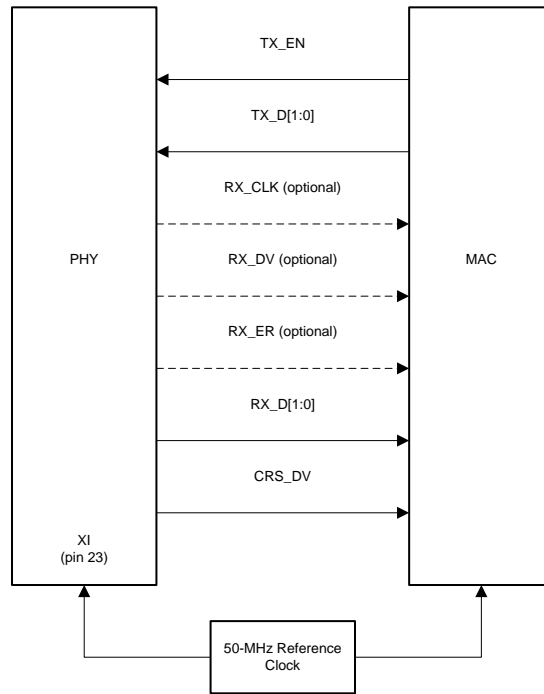 TX_EN
TX_D[1:0]
RX_CLK (optional)
PHY
RX_DV (optional)
MAC
RX_ER (optional)
RX_D[1:0]
CRS_DV
XI
(pin 23)
50-MHz Reference
Clock